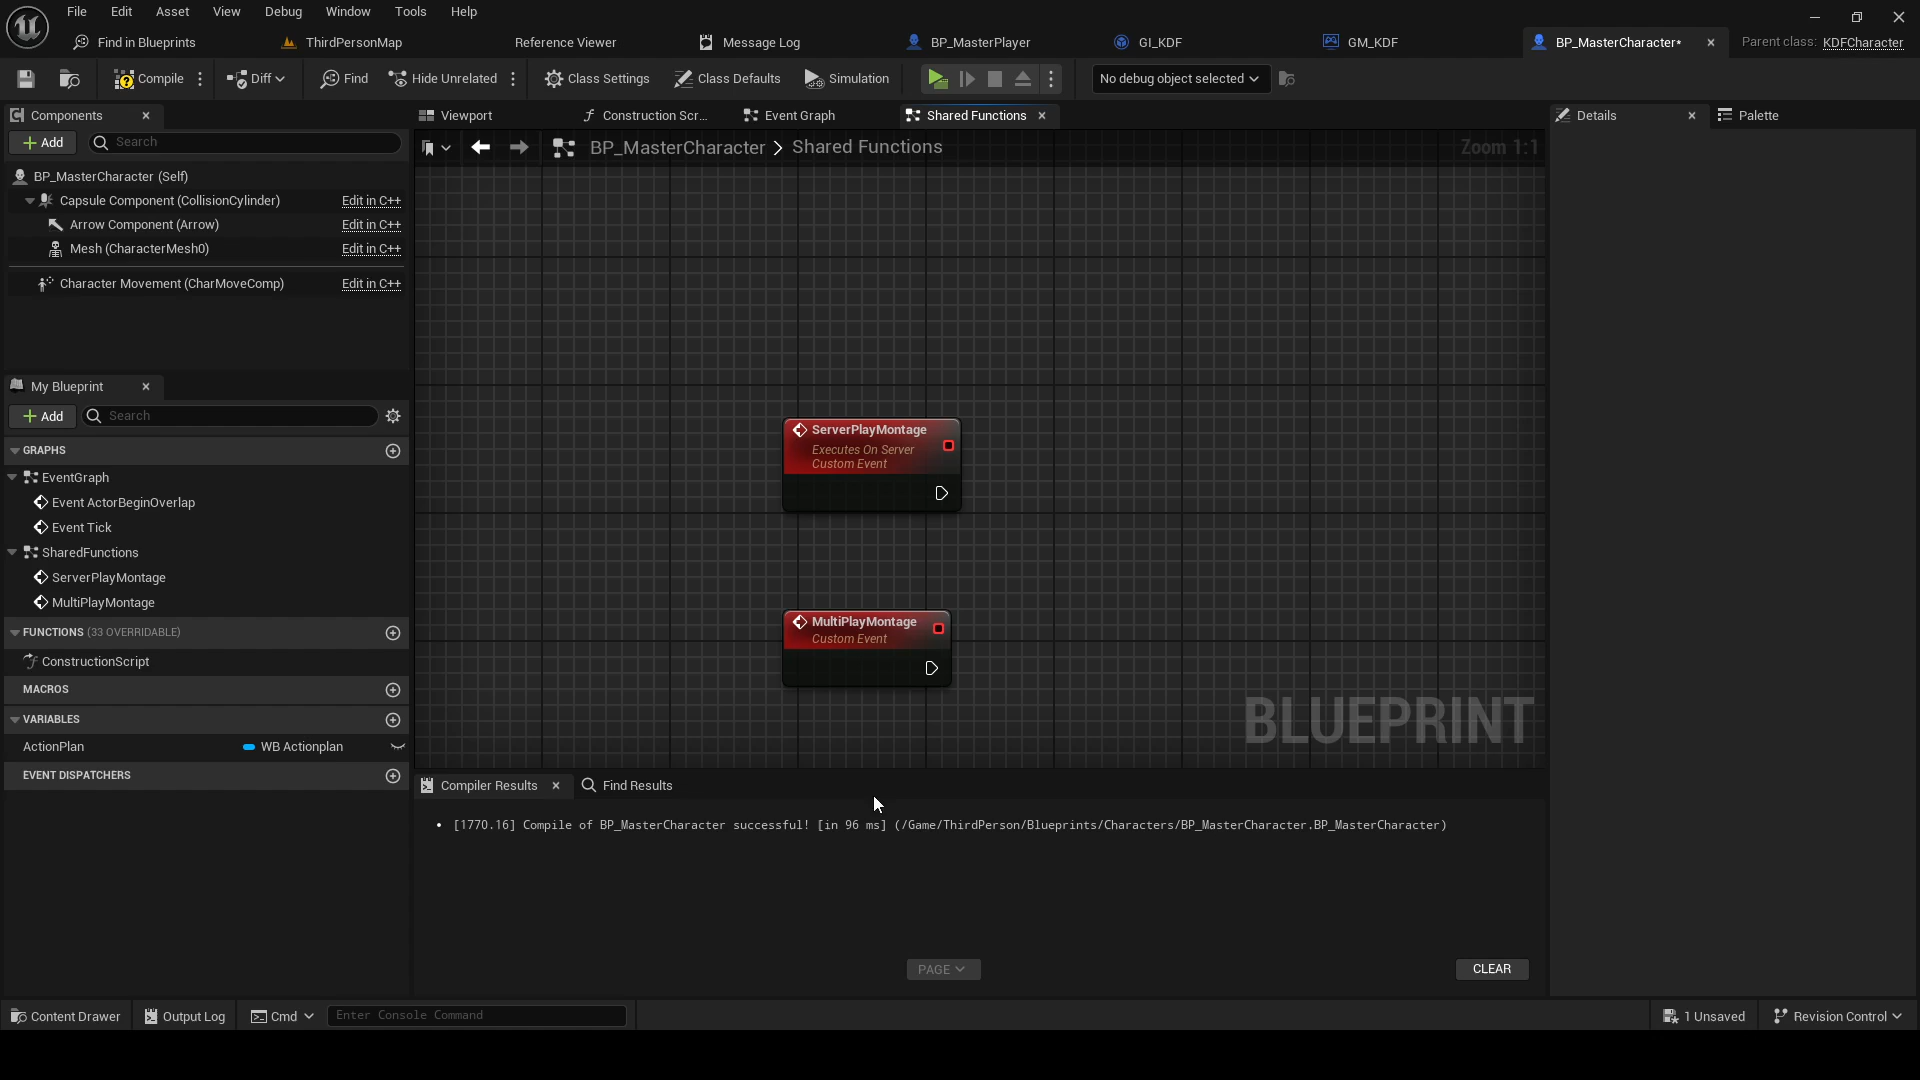 File Edit Asset View Debug Window Tools Help
Find in Blueprints ThirdPersonMap Reference Viewer Message Log BP_MasterPlayer GI_KDF GM_KDF BP_MasterCharacter* Parent class: KDFCharacter
Compile Diff Find Hide Unrelated Class Settings Class Defaults Simulation No debug object selected
Components
Add Search
BP_MasterCharacter (Self)
Capsule Component (CollisionCylinder) Edit in C++
Arrow Component (Arrow) Edit in C++
Mesh (CharacterMesh0) Edit in C++
Character Movement (CharMoveComp) Edit in C++
My Blueprint
Add Search
GRAPHS
EventGraph
Event ActorBeginOverlap
Event Tick
SharedFunctions
ServerPlayMontage
MultiPlayMontage
FUNCTIONS (33 OVERRIDABLE)
ConstructionScript
MACROS
VARIABLES
ActionPlan WB Actionplan
EVENT DISPATCHERS
Viewport Construction Scr... Event Graph Shared Functions
BP_MasterCharacter > Shared Functions Zoom 1:1
ServerPlayMontage
Executes On Server
Custom Event
MultiPlayMontage
Custom Event
BLUEPRINT
Compiler Results Find Results
• [1770.16] Compile of BP_MasterCharacter successful! [in 96 ms] (/Game/ThirdPerson/Blueprints/Characters/BP_MasterCharacter.BP_MasterCharacter)
PAGE CLEAR
Details Palette
Content Drawer Output Log Cmd Enter Console Command 1 Unsaved Revision Control